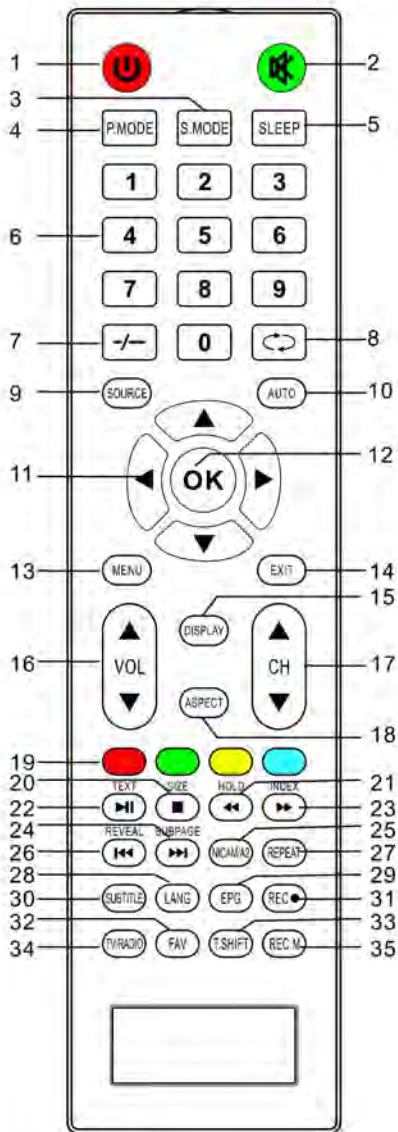 1 2
3
4 P.MODE S.MODE SLEEP 5
1 2 3
6 4 5 6
7 8 9
7 -/-- 0 8
9 SOURCE AUTO 10
11 OK 12
13 MENU EXIT 14
15
DISPLAY
16 VOL CH 17
ASPECT
18
19
20 TEXT SIZE HOLD INDEX 21
22 23
24 REVEAL SUBPAGE 25
26 NICAM/A2 REPEAT 27
28 29
30 SUBTITLE LANG EPG REC 31
32 33
34 TV/RADIO FAV T.SHIFT REC M 35